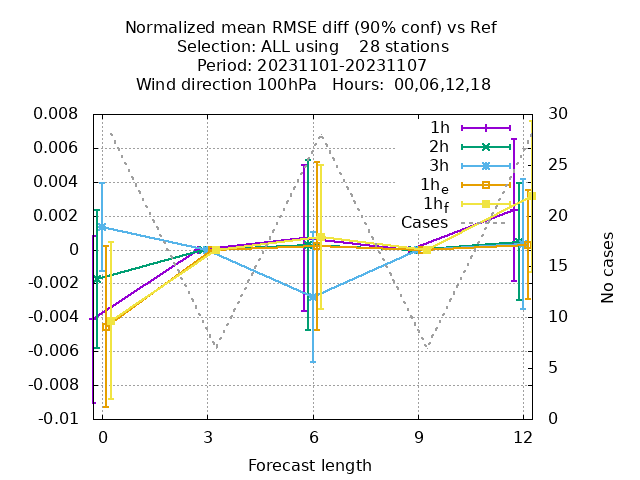 Normalized mean RMSE diff (90% conf) vs Ref
Selection: ALL using    28 stations
Period: 20231101-20231107
Wind direction 100hPa   Hours:  00,06,12,18
0.008
0.006
0.004
0.002
0
-0.002
-0.004
-0.006
-0.008
-0.01
30
25
20
15
10
5
0
1h
2h
3h
1h_e
1h_f
Cases
No cases
0
3
6
9
12
Forecast length